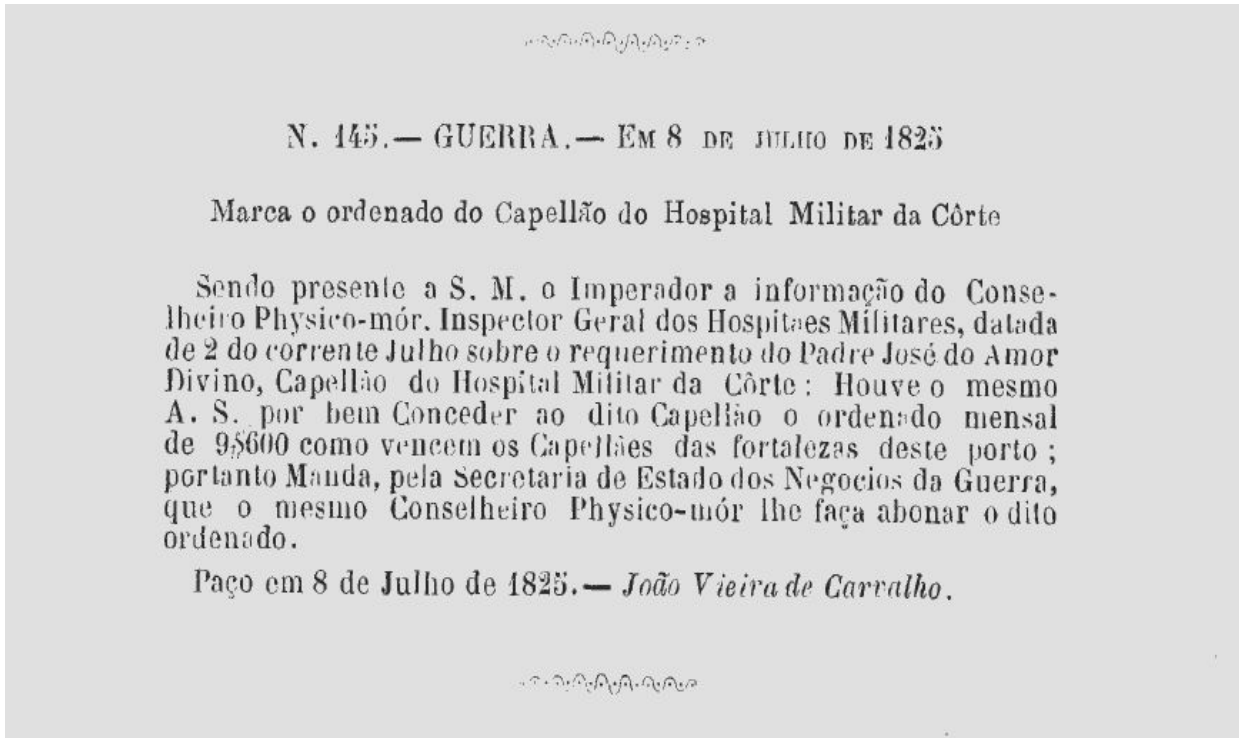 N. 145.— GUERRA.— EM 8 DE JULHO DE 1825
Marca o ordenado do Capellão do Hospital Militar da Côrte
Sendo presente a S. M. o Imperador a informação do Conse-
lheiro Physico-mór. Inspector Geral dos Hospitaes Militares, datada
de 2 do corrente Julho sobre o requerimento do Padre José do Amor
Divino, Capellão do Hospital Militar da Côrte : Houve o mesmo
A. S. por bem Conceder ao dito Capellão o ordenado mensal
de 9$600 como vencem os Capellães das fortalezas deste porto ;
portanto Manda, pela Secretaria de Estado dos Negocios da Guerra,
que o mesmo Conselheiro Physico-mór lhe faça abonar o dito
ordenado.
Paço em 8 de Julho de 1825.— João Vieira de Carvalho.